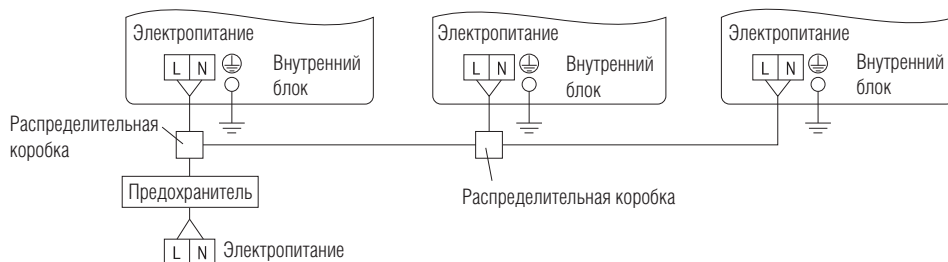 Электропитание
L N
Внутренний
блок
Электропитание
L N
Внутренний
блок
Электропитание
L N
Внутренний
блок
Распределительная
коробка
Распределительная коробка
Предохранитель
L N Электропитание